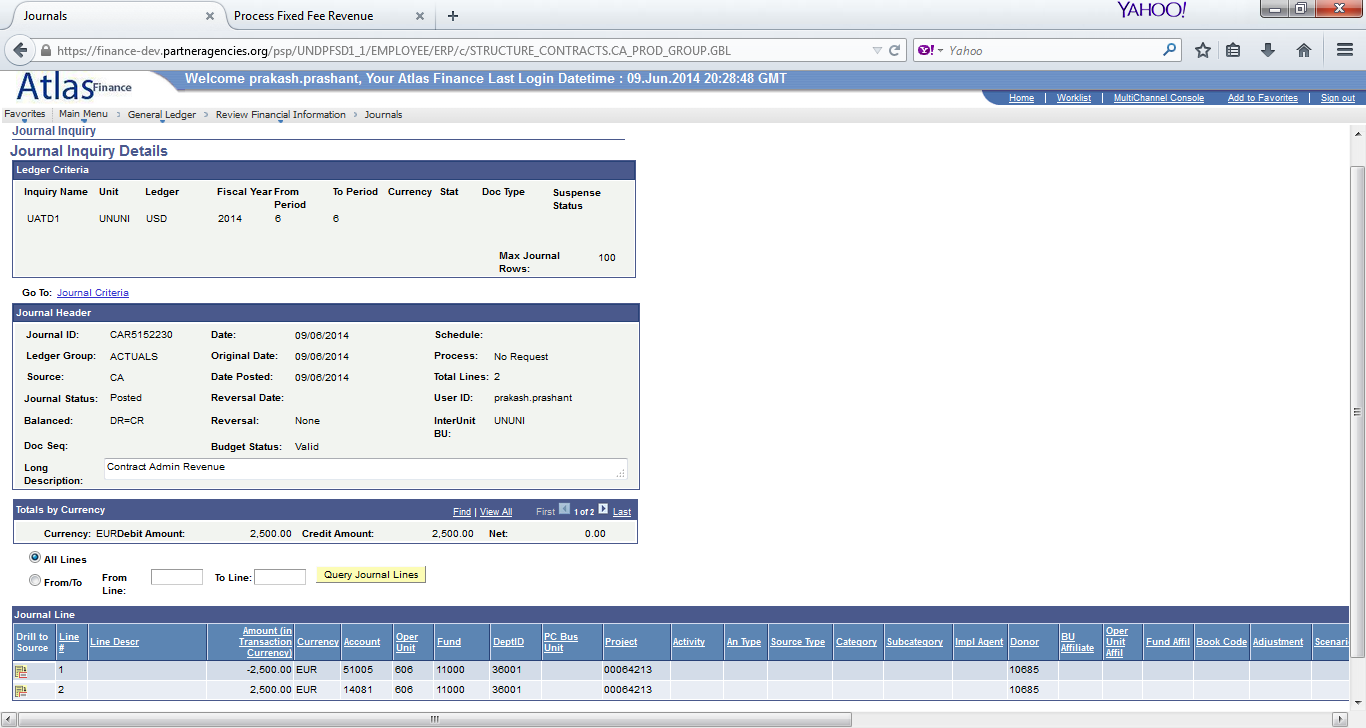 Journals
Process Fixed Fee Revenue
YAHOO!
https://finance-dev.partneragencies.org/psp/UNDPFSD1_1/EMPLOYEE/ERP/c/STRUCTURE_CONTRACTS.CA_PROD_GROUP.GBL
Yahoo
Atlas Finance
Welcome prakash.prashant, Your Atlas Finance Last Login Datetime : 09.Jun.2014 20:28:48 GMT
Home | Worklist | MultiChannel Console | Add to Favorites | Sign out
Favorites Main Menu > General Ledger > Review Financial Information > Journals
Journal Inquiry
Journal Inquiry Details
Ledger Criteria
Inquiry Name Unit Ledger Fiscal Year From Period To Period Currency Stat Doc Type Suspense Status
UATD1 UNUNI USD 2014 6 6
Max Journal Rows: 100
Go To: Journal Criteria
Journal Header
Journal ID: CAR5152230 Date: 09/06/2014 Schedule:
Ledger Group: ACTUALS Original Date: 09/06/2014 Process: No Request
Source: CA Date Posted: 09/06/2014 Total Lines: 2
Journal Status: Posted Reversal Date: User ID: prakash.prashant
Balanced: DR=CR Reversal: None InterUnit BU: UNUNI
Doc Seq: Budget Status: Valid
Long Description: Contract Admin Revenue
Totals by Currency Find | View All First 1 of 2 Last
Currency: EUR Debit Amount: 2,500.00 Credit Amount: 2,500.00 Net: 0.00
All Lines
From/To From Line: To Line: Query Journal Lines
Journal Line
Drill to Source Line # Line Descr Amount (in Transaction Currency) Currency Account Oper Unit Fund DeptID PC Bus Unit Project Activity An Type Source Type Category Subcategory Impl Agent Donor BU Affiliate Oper Unit Affil Fund Affil Book Code Adjustment Scenari
1 -2,500.00 EUR 51005 606 11000 36001 00064213 10685
2 2,500.00 EUR 14081 606 11000 36001 00064213 10685